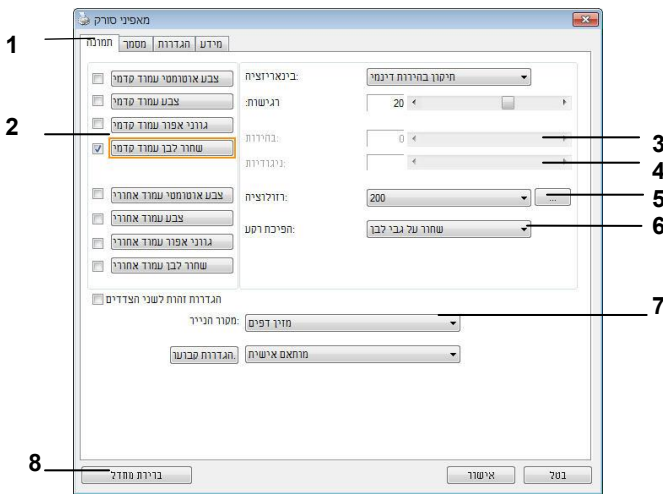 מאפיני סורק
תמונה מסמך הגדרות מידע
1
2
צבע אוטומטי עמוד קדמי
צבע עמוד קדמי
גווני אפור עמוד קדמי
שחור לבן עמוד קדמי
צבע אוטומטי עמוד אחורי
צבע עמוד אחורי
גווני אפור עמוד אחורי
שחור לבן עמוד אחורי
בינאריזציה: תיקון בהירות דינמי
רגישות: 20
בהירות: 0
3
ניגודיות:
4
רזולוציה: 200 ...
5
הפיכת רקע: שחור על גבי לבן
6
הגדרות זהות לשני הצדדים
מקור הנייר: מזין דפים
7
הגדרות קבוער. מותאם אישית
8
ברירת מחדל אישור בטל